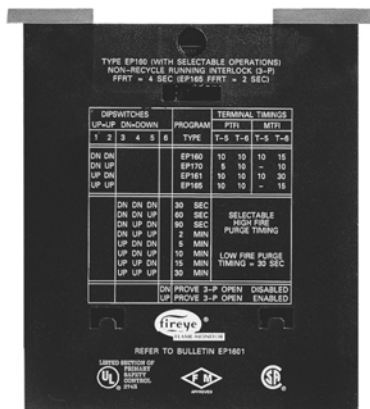 TYPE EP160 (WITH SELECTABLE OPERATIONS)
NON-RECYCLE RUNNING INTERLOCK (3-P)
FFRT = 4 SEC (EP165 FFRT = 2 SEC)
DIPSWITCHES TERMINAL TIMINGS
UP=UP DN=DOWN PROGRAM PTFI MTFI
1 2 3 4 5 6 TYPE T-5 T-6 T-5 T-6
DN DN EP160 10 10 10 15
UP DN EP170 5 10 - 10
DN UP EP161 10 10 10 30
UP UP EP165 10 10 - 15
DN DN DN 30 SEC
DN DN UP 60 SEC SELECTABLE
DN UP DN 90 SEC HIGH FIRE
DN UP UP 2 MIN PURGE TIMING
UP DN DN 5 MIN
UP DN UP 10 MIN LOW FIRE PURGE
UP UP DN 15 MIN TIMING = 30 SEC
UP UP UP 30 MIN
DN PROVE 3-P OPEN DISABLED
UP PROVE 3-P OPEN ENABLED
fireye ®
FLAME-MONITOR
REFER TO BULLETIN EP1601
LISTED SECTION OF
PRIMARY
SAFETY
CONTROL
UL ® FM SA
APPROVED